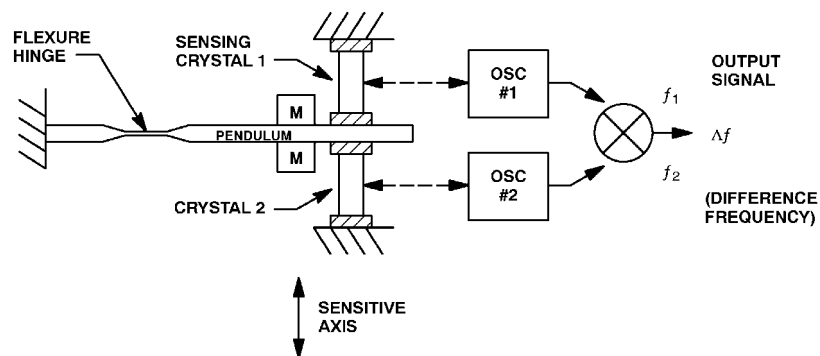 FLEXURE
HINGE
SENSING
CRYSTAL 1
M
PENDULUM
M
CRYSTAL 2
OSC
#1
OSC
#2
f1
f2
OUTPUT
SIGNAL
Λf
(DIFFERENCE
FREQUENCY)
SENSITIVE
AXIS